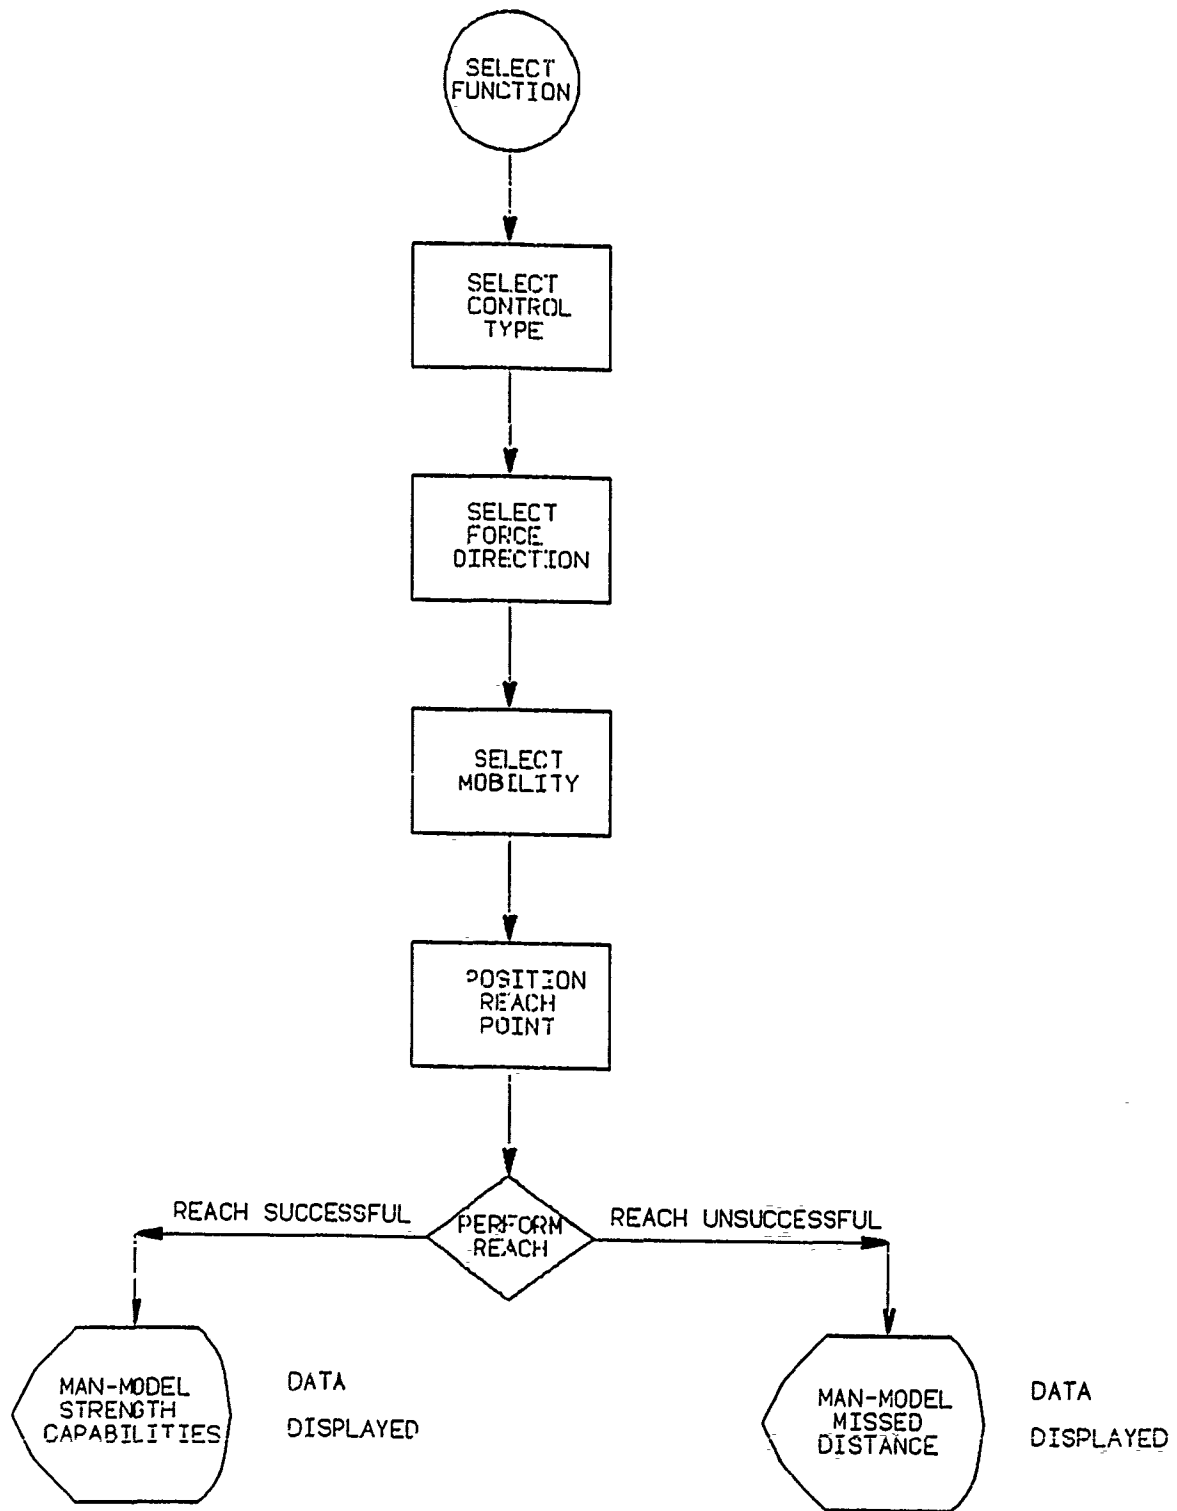 SELECT
FUNCTION
SELECT
CONTROL
TYPE
SELECT
FORCE
DIRECTION
SELECT
MOBILITY
POSITION
REACH
POINT
REACH SUCCESSFUL
PERFORM
REACH
REACH UNSUCCESSFUL
MAN-MODEL
STRENGTH
CAPABILITIES
DATA
DISPLAYED
MAN-MODEL
MISSED
DISTANCE
DATA
DISPLAYED